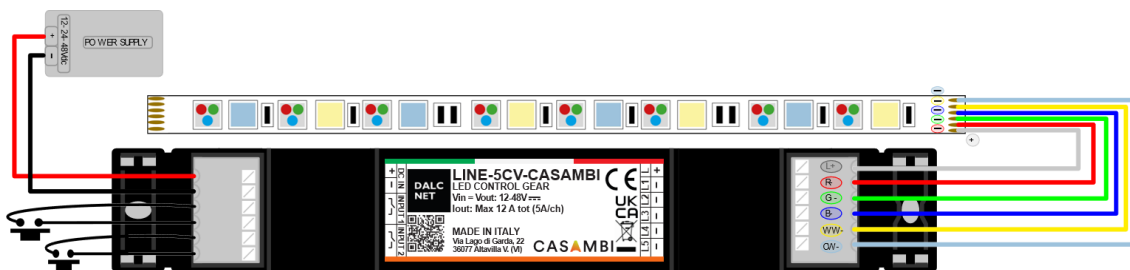 12- 24- 48Vdc
+
-
POWER SUPPLY
+
DC IN
+
-
INPUT 1
INPUT 2
DALC
NET
LINE-5CV-CASAMBI
LED CONTROL GEAR
Vin = Vout: 12-48V
Iout: Max 12 A tot (5A/ch)
MADE IN ITALY
Via Lago di Garda, 22
36077 Altavilla V. (VI)
CASAMBI
CE
UK
CA
L +
L1 -
L2 -
L3 -
L4 -
L5 -
L+
R-
G -
B-
WW-
CW-